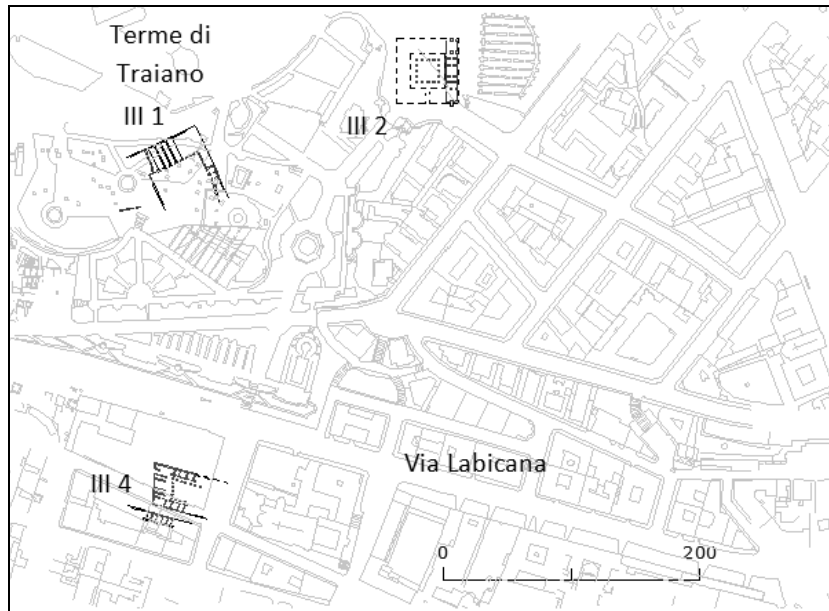 Terme di
Traiano
III 1
III 2
Via Labicana
III 4
0
200